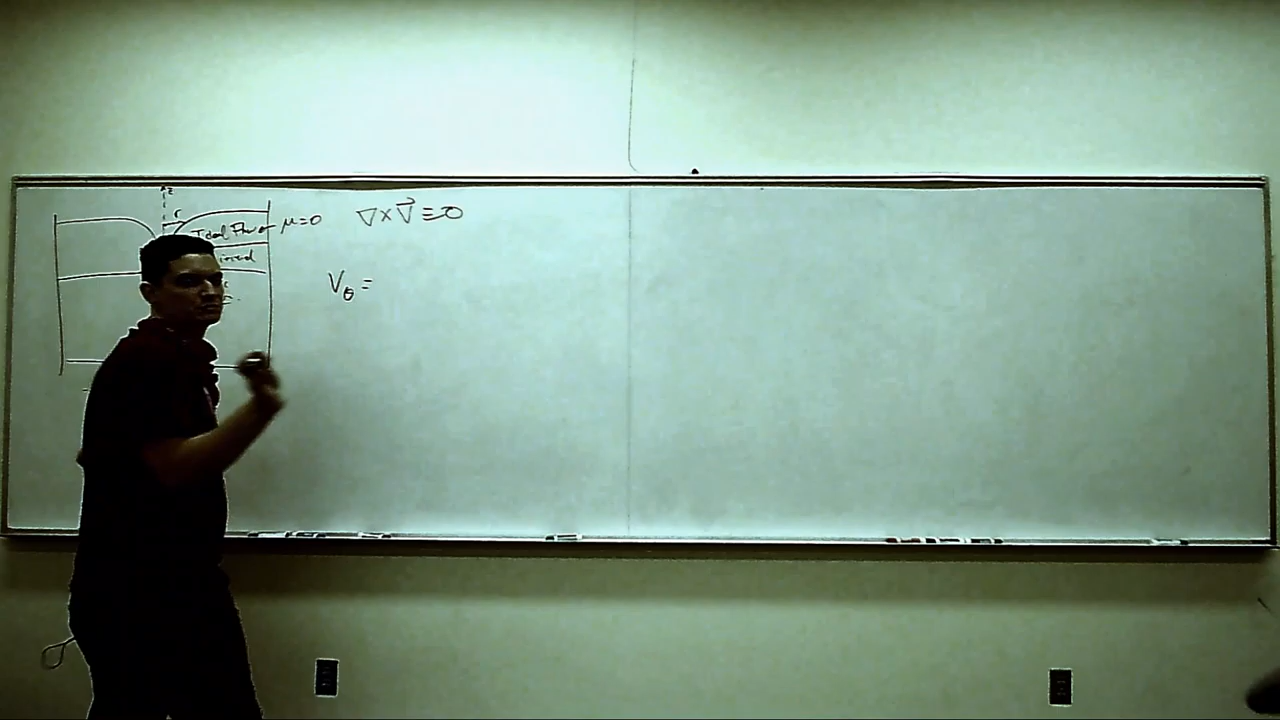 z
r
Ideal Flow μ=0 ∇×V⃗≡0
V_θ =